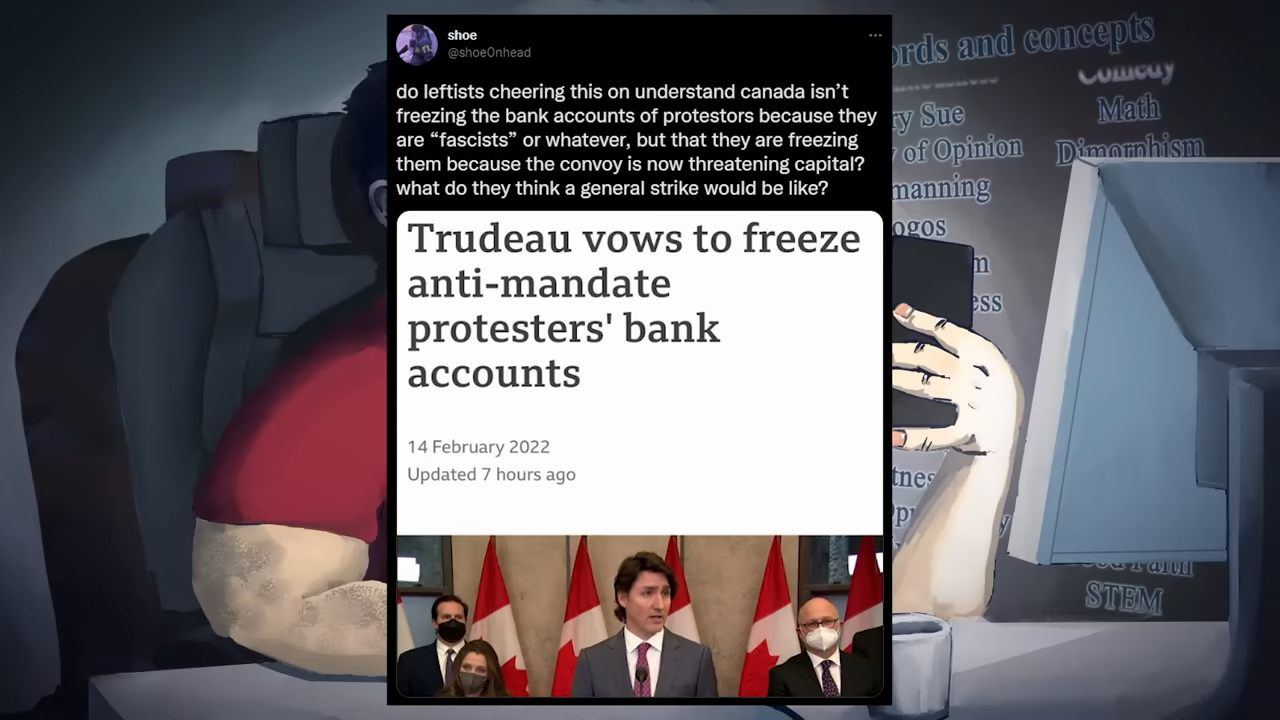 shoe
@shoe0nhead
do leftists cheering this on understand canada isn't
freezing the bank accounts of protestors because they
are "fascists" or whatever, but that they are freezing
them because the convoy is now threatening capital?
what do they think a general strike would be like?
Trudeau vows to freeze
anti-mandate
protesters' bank
accounts
14 February 2022
Updated 7 hours ago
and concepts
Comedy
Sue
Math
of Opinion
Dimorphism
STEM